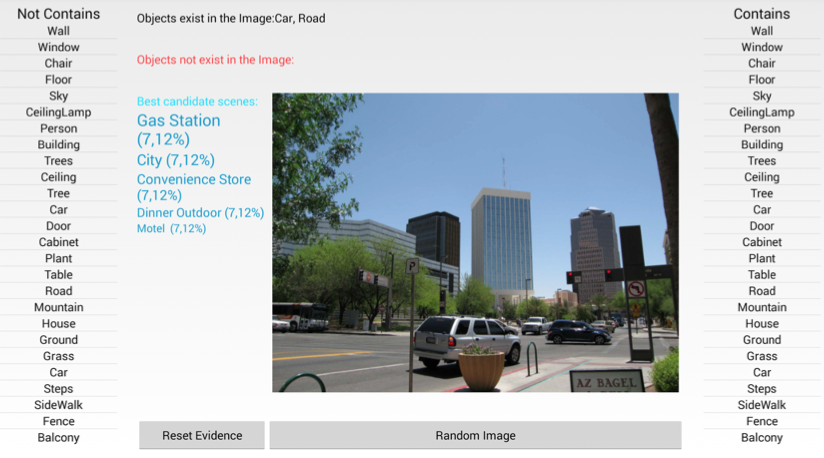 Not Contains
Wall
Window
Chair
Floor
Sky
CeilingLamp
Person
Building
Trees
Ceiling
Tree
Car
Door
Cabinet
Plant
Table
Road
Mountain
House
Ground
Grass
Car
Steps
SideWalk
Fence
Balcony
Objects exist in the Image:Car, Road
Objects not exist in the Image:
Best candidate scenes:
Gas Station
(7,12%)
City (7,12%)
Convenience Store
(7,12%)
Dinner Outdoor (7,12%)
Motel (7,12%)
P
AZ BAGEL
Reset Evidence
Random Image
Contains
Wall
Window
Chair
Floor
Sky
CeilingLamp
Person
Building
Trees
Ceiling
Tree
Car
Door
Cabinet
Plant
Table
Road
Mountain
House
Ground
Grass
Car
Steps
SideWalk
Fence
Balcony